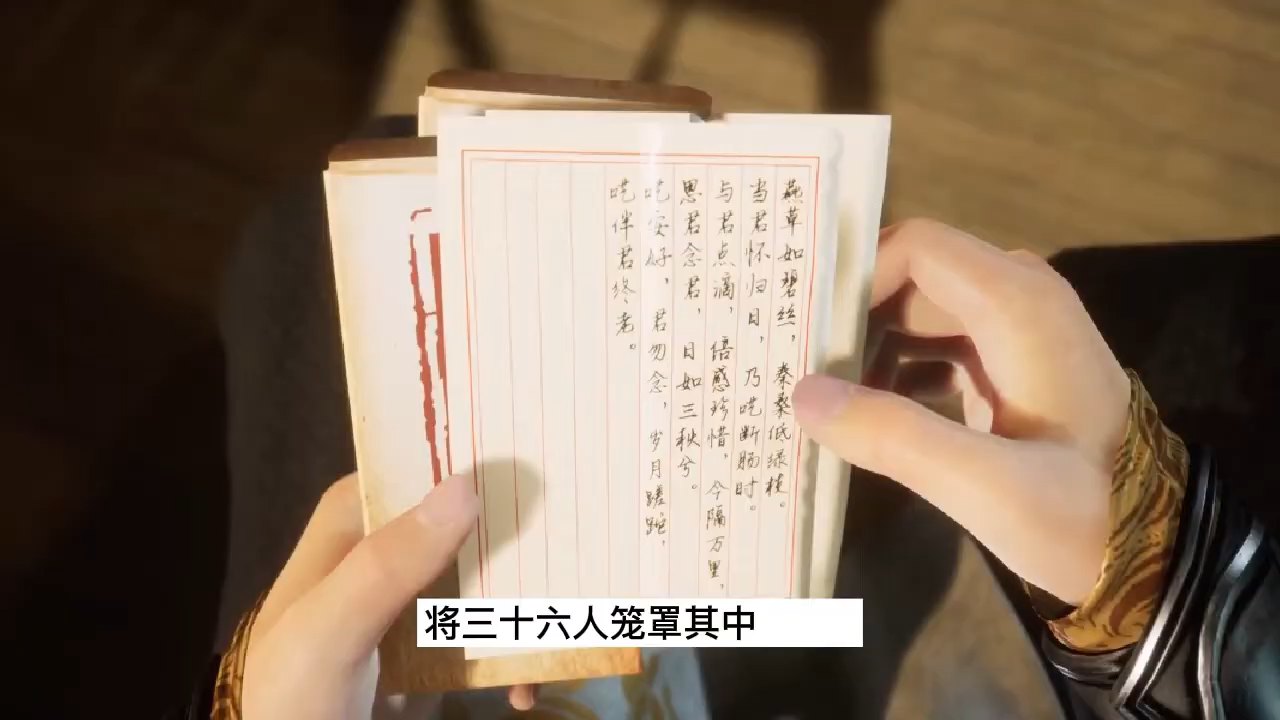 燕草如碧丝，秦桑低绿枝。
当君怀归日，乃呓断肠时。
与君点滴，倍感珍惜，今隔万里，
思君念君，日如三秋兮。
呓安好，君勿念，岁月蹉跎，
呓伴君终老。
将三十六人笼罩其中